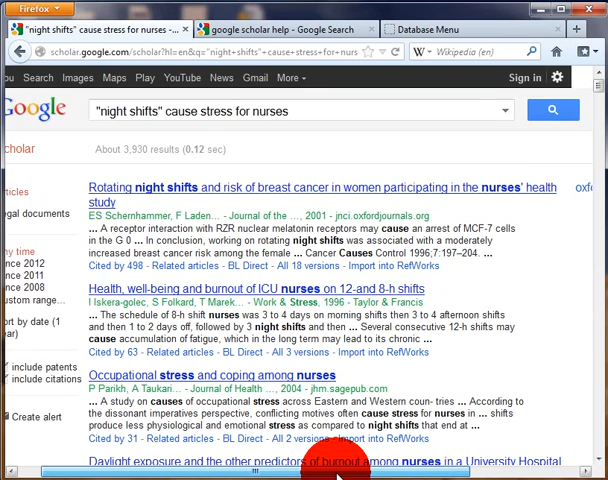 Firefox
"night shifts" cause stress for nurses -...
google scholar help - Google Search
Database Menu
scholar.google.com/scholar?hl=en&q="night+shifts"+cause+stress+for+nurs
Wikipedia (en)
Search Images Maps Play YouTube News Gmail More
Sign in
Google
"night shifts" cause stress for nurses
cholar
About 3,930 results (0.12 sec)
rticles
egal documents
ny time
nce 2012
nce 2011
nce 2008
ustom range...
ort by date (1
ear)
include patents
include citations
Create alert
Rotating night shifts and risk of breast cancer in women participating in the nurses' health
study
oxfo
ES Schernhammer, F Laden... - Journal of the ..., 2001 - jnci.oxfordjournals.org
... A receptor interaction with RZR nuclear melatonin receptors may cause an arrest of MCF-7 cells
in the G 0 ... In conclusion, working on rotating night shifts was associated with a moderately
increased breast cancer risk among the female ... Cancer Causes Control 1996;7:197–204. ...
Cited by 498 - Related articles - BL Direct - All 18 versions - Import into RefWorks
Health, well-being and burnout of ICU nurses on 12-and 8-h shifts
I Iskera-golec, S Folkard, T Marek... - Work & Stress, 1996 - Taylor & Francis
... The schedule of 8-h shift nurses was 3 to 4 days on morning shifts then 3 to 4 afternoon shifts
and then 1 to 2 days off, followed by 3 night shifts and then ... Several consecutive 12-h shifts may
cause accumulation of fatigue, which in the long term may lead to its chronic ...
Cited by 63 - Related articles - BL Direct - All 3 versions - Import into RefWorks
Occupational stress and coping among nurses
P Parikh, A Taukari... - Journal of Health ..., 2004 - jhm.sagepub.com
... A study on causes of occupational stress across Eastern and Western coun- tries ... According to
the dissonant imperatives perspective, conflicting motives often cause stress for nurses in ... shifts
produce less physiological and emotional stress as compared to night shifts that end at ...
Cited by 31 - Related articles - BL Direct - All 2 versions - Import into RefWorks
Daylight exposure and the other predictors of burnout among nurses in a University Hospital